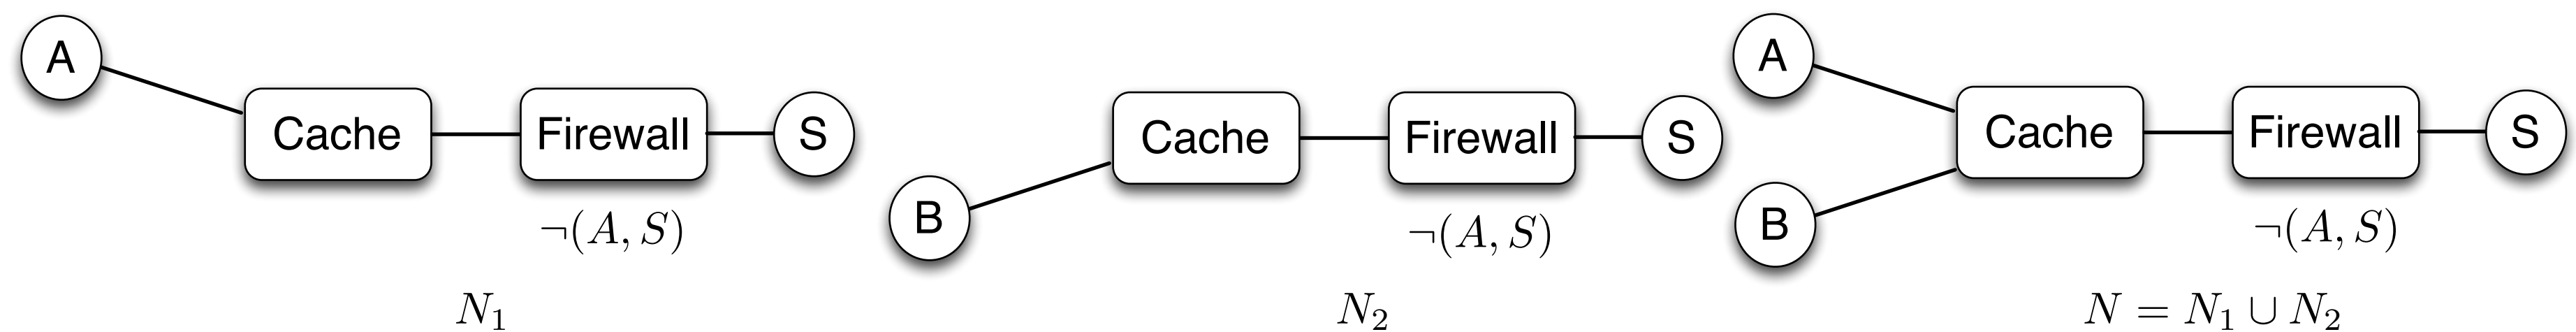 A
Cache
Firewall
S
¬(A, S)
N₁
B
Cache
Firewall
S
¬(A, S)
N₂
A
B
Cache
Firewall
S
¬(A, S)
N = N₁ ∪ N₂